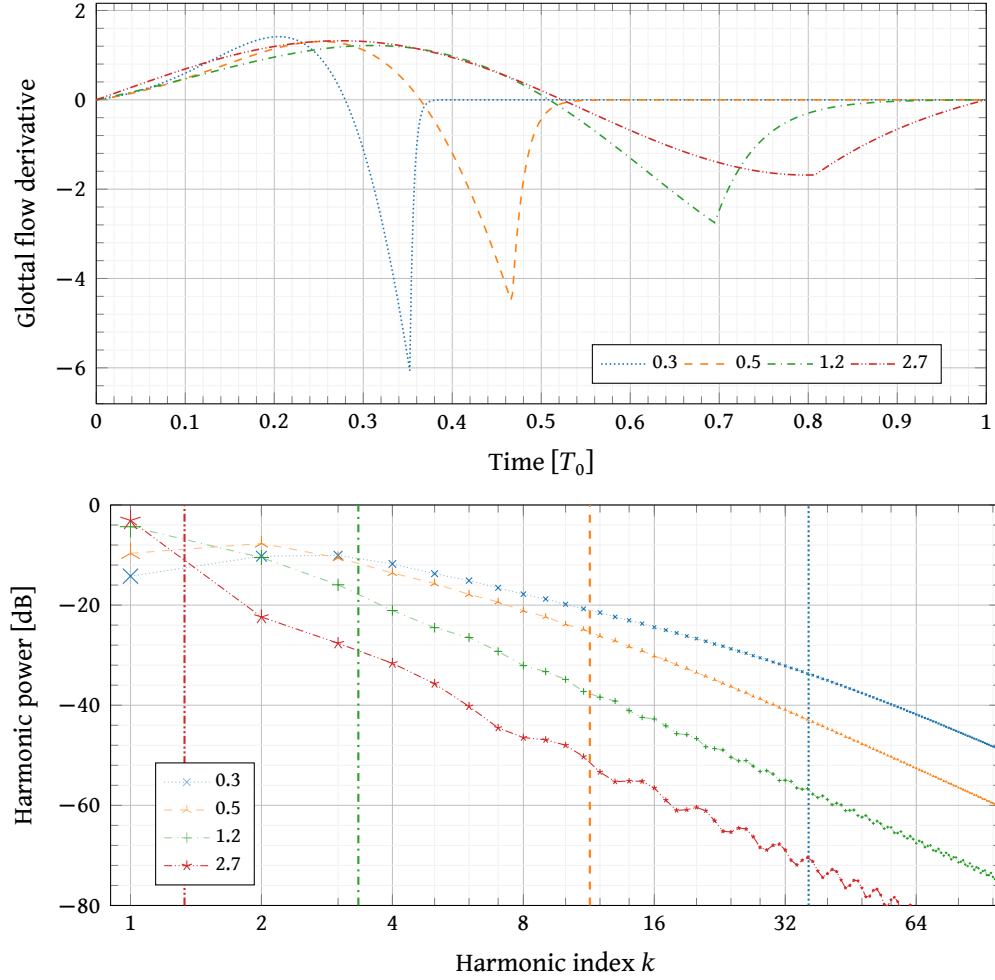 2
0
−2
−4
−6
Glottal flow derivative
0.3 0.5 1.2 2.7
0 0.1 0.2 0.3 0.4 0.5 0.6 0.7 0.8 0.9 1
Time [T₀]
0
−20
−40
−60
−80
Harmonic power [dB]
0.3
0.5
1.2
2.7
1 2 4 8 16 32 64
Harmonic index k